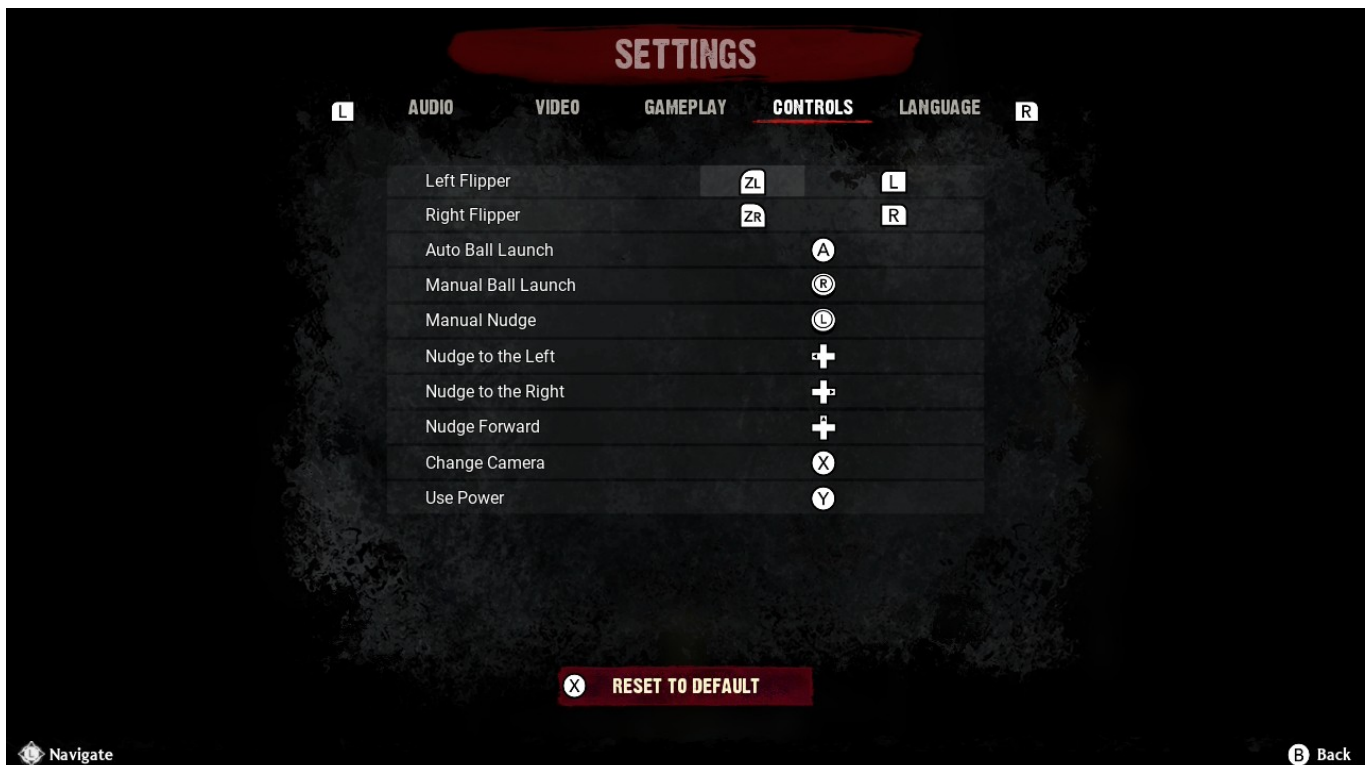 SETTINGS
L AUDIO VIDEO GAMEPLAY CONTROLS LANGUAGE R
Left Flipper ZL L
Right Flipper ZR R
Auto Ball Launch A
Manual Ball Launch R
Manual Nudge L
Nudge to the Left
Nudge to the Right
Nudge Forward
Change Camera X
Use Power Y
X RESET TO DEFAULT
L Navigate B Back